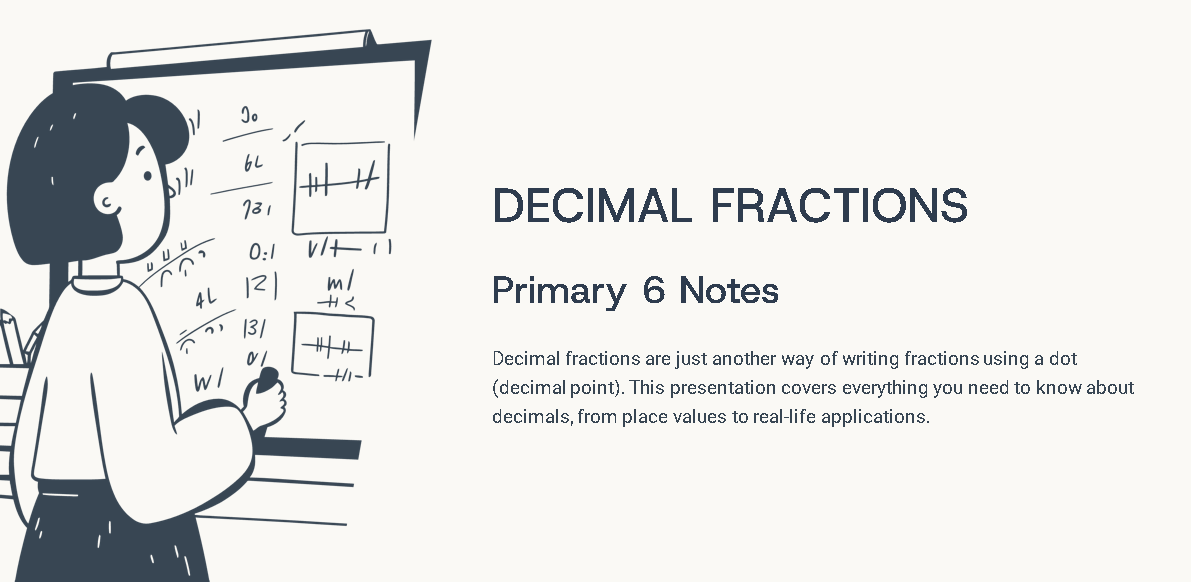 DECIMAL FRACTIONS
Primary 6 Notes
Decimal fractions are just another way of writing fractions using a dot
(decimal point). This presentation covers everything you need to know about
decimals, from place values to real-life applications.